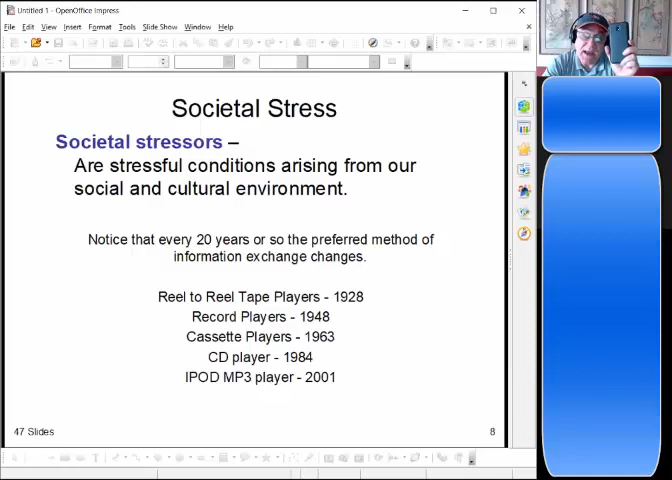 Untitled 1 - OpenOffice Impress
File Edit View Insert Format Tools Slide Show Window Help
Societal Stress
Societal stressors –
Are stressful conditions arising from our
social and cultural environment.
Notice that every 20 years or so the preferred method of
information exchange changes.
Reel to Reel Tape Players - 1928
Record Players - 1948
Cassette Players - 1963
CD player - 1984
IPOD MP3 player - 2001
47 Slides
8